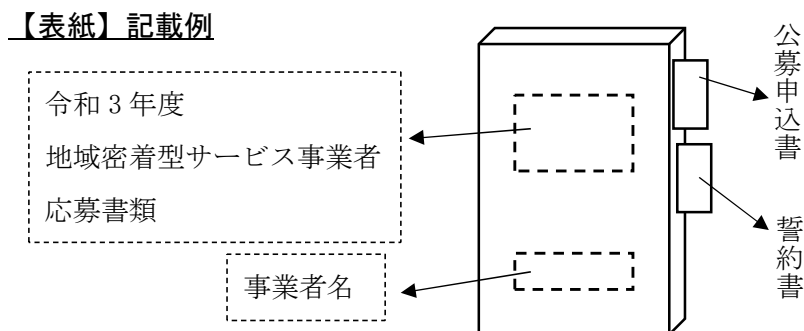 【表紙】記載例
令和３年度
地域密着型サービス事業者
応募書類
事業者名
公募申込書
誓約書